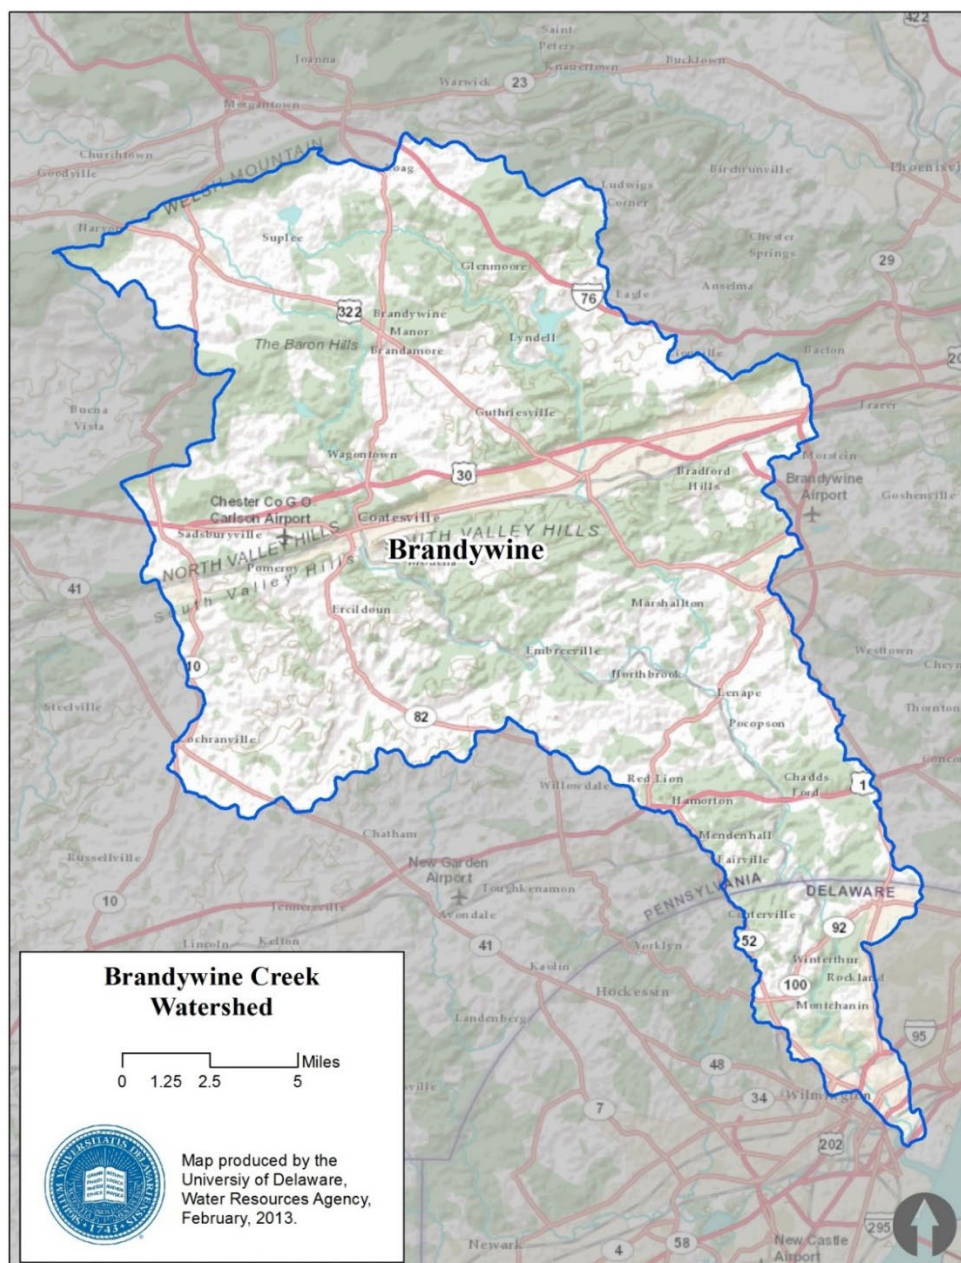 422
Saint
Peters
Joanna
Knauertown
Bucktown
Warwick
23
Morgantown
Churchtown
Goodville
WELSH MOUNTAIN
Birchrunville
Ludwigs
Corner
Suplee
Chester
Springs
29
Glenmoore
Anselma
76
Eagle
322
Brandywine
Manor
Lyndell
The Baron Hills
Brandamore
Bacton
Buena
Vista
Guthriesville
Frazer
Wagontown
Morstein
30
Bradford
Hills
Brandywine
Airport
Goshenville
Chester Co G O
Carlson Airport
Coatesville
Sadsburyville
NORTH VALLEY HILLS
Brandywine
Pomeroy
South Valley Hills
41
Ercildoun
Marshallton
Westtown
Embreeville
Northbrook
10
Lenape
Steelville
Thornton
82
Pocopson
Red Lion
Chadds
Ford
1
Willowdale
Hamorton
Chatham
Mendenhall
Russellville
Fairville
New Garden
Airport
Toughkenamon
PENNSYLVANIA
DELAWARE
10
Jennersville
Avondale
Centerville
92
41
52
Lincoln
Kelton
Yorklyn
Winterthur
Kaolin
Rockland
Hockessin
100
Montchanin
Landenberg
95
48
34
Wilmington
7
202
295
New Castle
Airport
Newark
4
58
Brandywine Creek
Watershed
Miles
0 1.25 2.5 5
1743
Map produced by the
Universiy of Delaware,
Water Resources Agency,
February, 2013.